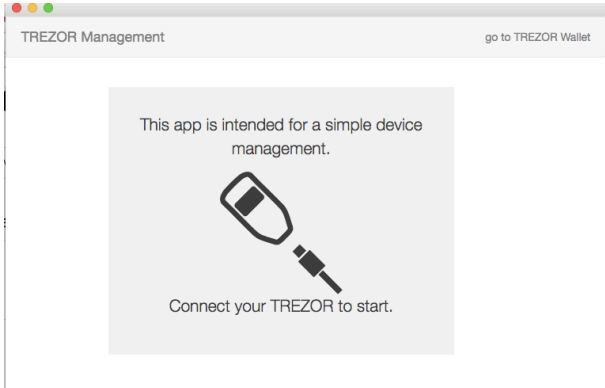 TREZOR Management
go to TREZOR Wallet
This app is intended for a simple device
management.
Connect your TREZOR to start.